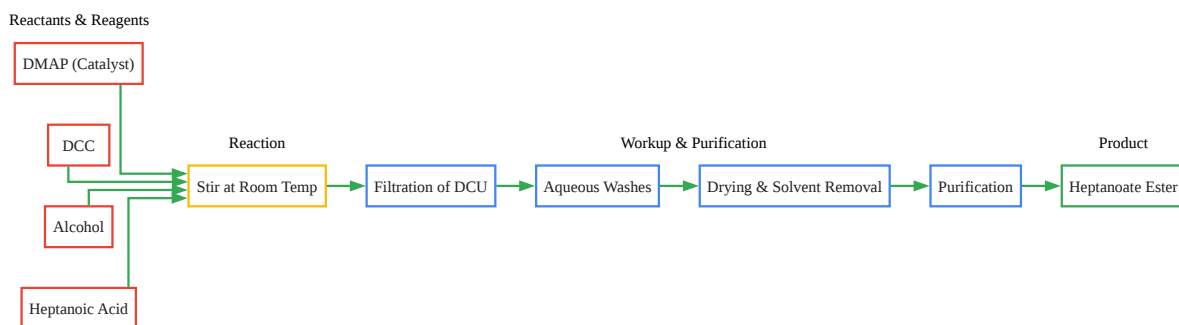 Reactants & Reagents
DMAP (Catalyst)
DCC
Alcohol
Heptanoic Acid
Reaction
Stir at Room Temp
Workup & Purification
Filtration of DCU
Aqueous Washes
Drying & Solvent Removal
Purification
Product
Heptanoate Ester